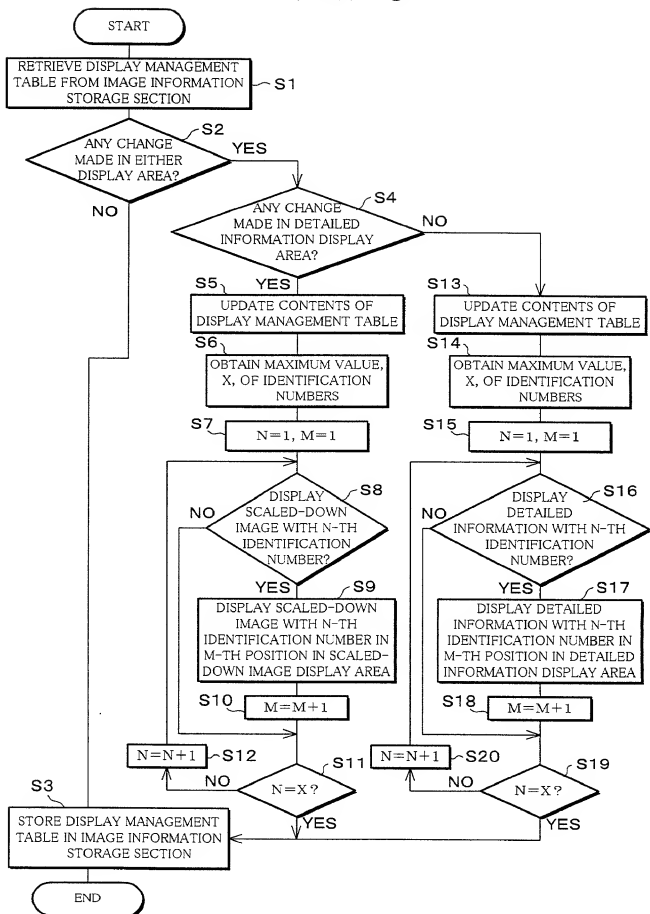 START
RETRIEVE DISPLAY MANAGEMENT
TABLE FROM IMAGE INFORMATION
STORAGE SECTION
S1
S2
ANY CHANGE
MADE IN EITHER
DISPLAY AREA?
YES
NO
S4
ANY CHANGE
MADE IN DETAILED
INFORMATION DISPLAY
AREA?
NO
YES
S5
UPDATE CONTENTS OF
DISPLAY MANAGEMENT TABLE
S6
OBTAIN MAXIMUM VALUE,
X, OF IDENTIFICATION
NUMBERS
S7
N=1, M=1
S8
DISPLAY
SCALED-DOWN
IMAGE WITH N-TH
IDENTIFICATION
NUMBER?
NO
YES
S9
DISPLAY SCALED-DOWN
IMAGE WITH N-TH
IDENTIFICATION NUMBER IN
M-TH POSITION IN SCALED-
DOWN IMAGE DISPLAY AREA
S10
M=M+1
S12
N=N+1
S11
N=X?
NO
YES
S13
UPDATE CONTENTS OF
DISPLAY MANAGEMENT TABLE
S14
OBTAIN MAXIMUM VALUE,
X, OF IDENTIFICATION
NUMBERS
S15
N=1, M=1
S16
DISPLAY
DETAILED
INFORMATION WITH N-TH
IDENTIFICATION
NUMBER?
NO
YES
S17
DISPLAY DETAILED
INFORMATION WITH N-TH
IDENTIFICATION NUMBER IN
M-TH POSITION IN DETAILED
INFORMATION DISPLAY AREA
S18
M=M+1
S20
N=N+1
S19
N=X?
NO
YES
S3
STORE DISPLAY MANAGEMENT
TABLE IN IMAGE INFORMATION
STORAGE SECTION
END